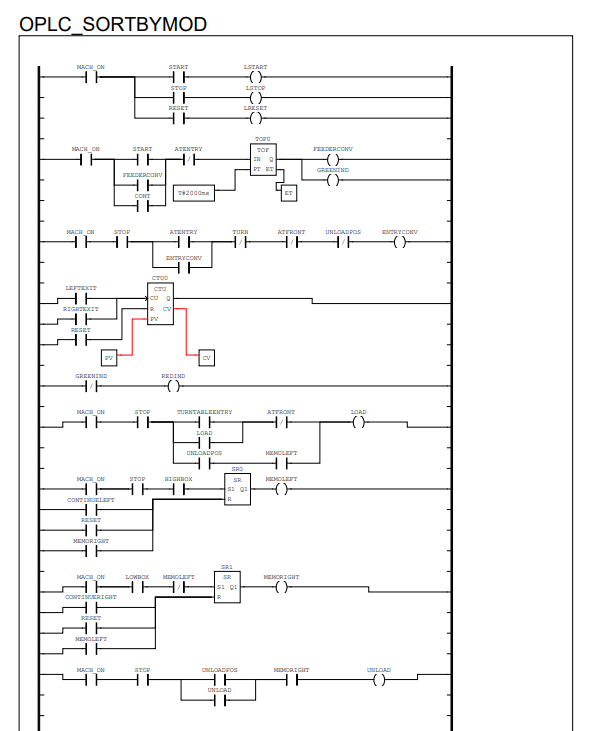 OPLC_SORTBYMOD
MACH_ON START LSTART
STOP LSTOP
RESET LRESET
TOF0
MACH_ON START ATENTRY TOF FEEDERCONV
IN Q
PT ET GREENIND
FEEDERCONV
T#2000ms ET
CONT
MACH_ON STOP ATENTRY TURN ATFRONT UNLOADPOS ENTRYCONV
ENTRYCONV
CTU0
LEFTEXIT CTU
CU Q
RIGHTEXIT R CV
PV
RESET
PV CV
GREENIND REDIND
MACH_ON STOP TURNTABLEENTRY ATFRONT LOAD
LOAD
UNLOADPOS MEMOLEFT
SR0
MACH_ON STOP HIGHBOX SR MEMOLEFT
S1 Q1
R
CONTINUELEFT
RESET
MEMORIGHT
SR1
MACH_ON LOWBOX MEMOLEFT SR MEMORIGHT
S1 Q1
R
CONTINUERIGHT
RESET
MEMOLEFT
MACH_ON STOP UNLOADPOS MEMORIGHT UNLOAD
UNLOAD